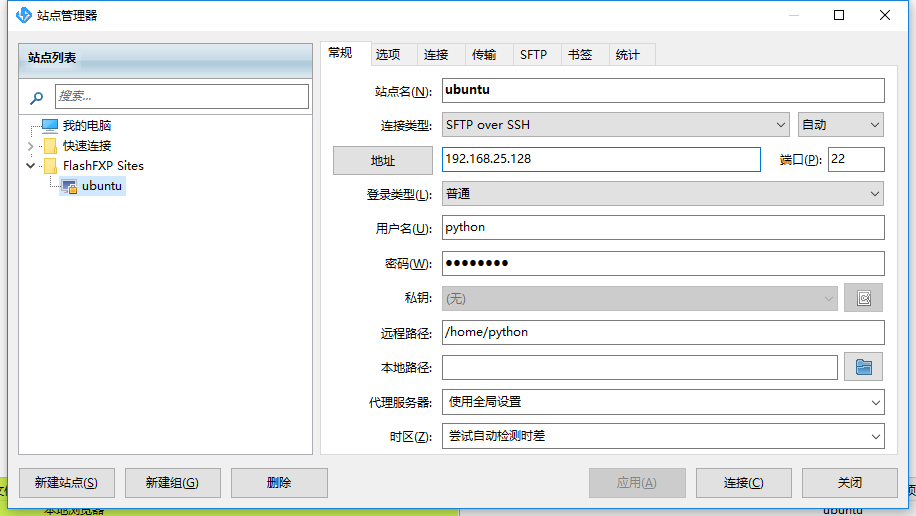 站点管理器
站点列表
搜索...
我的电脑
快速连接
FlashFXP Sites
ubuntu
常规 选项 连接 传输 SFTP 书签 统计
站点名(N): ubuntu
连接类型: SFTP over SSH 自动
地址 192.168.25.128 端口(P): 22
登录类型(L): 普通
用户名(U): python
密码(W): ●●●●●●●●
私钥: (无)
远程路径: /home/python
本地路径:
代理服务器: 使用全局设置
时区(Z): 尝试自动检测时差
新建站点(S) 新建组(G) 删除 应用(A) 连接(C) 关闭
本地浏览器 ubuntu